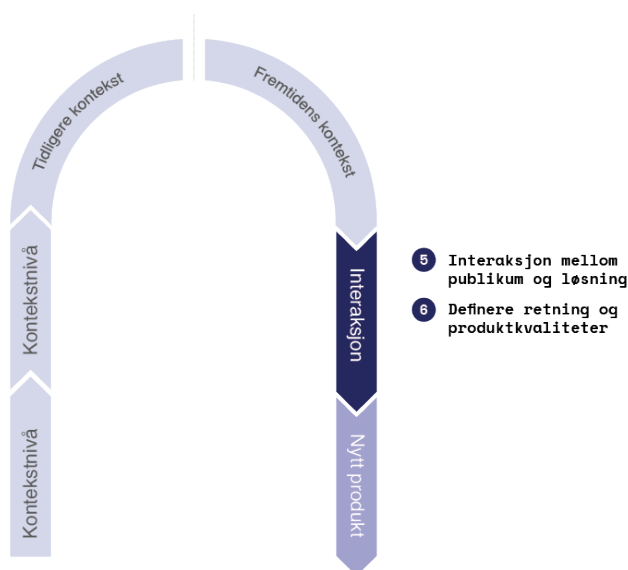 Tidligere kontekst
Fremtidens kontekst
Kontekstnivå
Kontekstnivå
Interaksjon
Nytt produkt
5 Interaksjon mellom
publikum og løsning
6 Definere retning og
produktkvaliteter